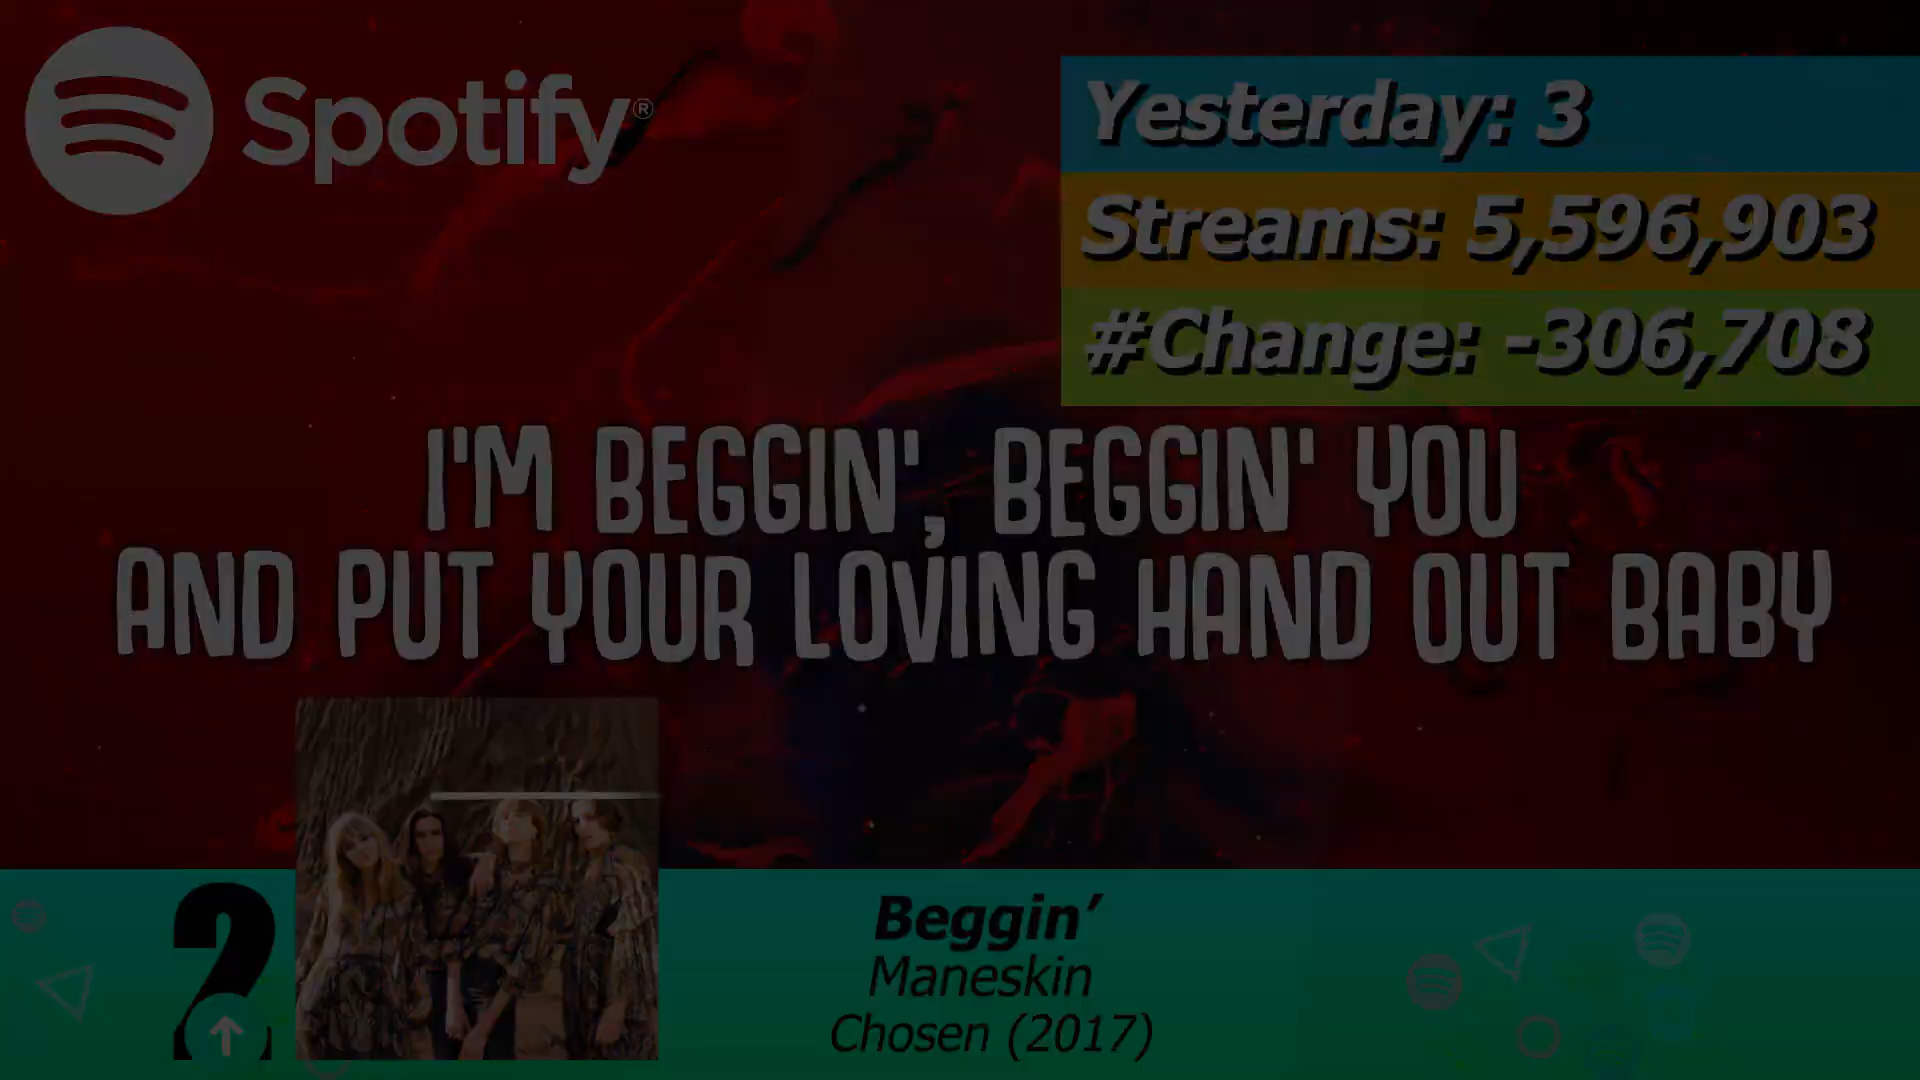 Spotify®
Yesterday: 3
Streams: 5,596,903
#Change: -306,708
I'M BEGGIN', BEGGIN' YOU
AND PUT YOUR LOVING HAND OUT BABY
2
Beggin’
Maneskin
Chosen (2017)